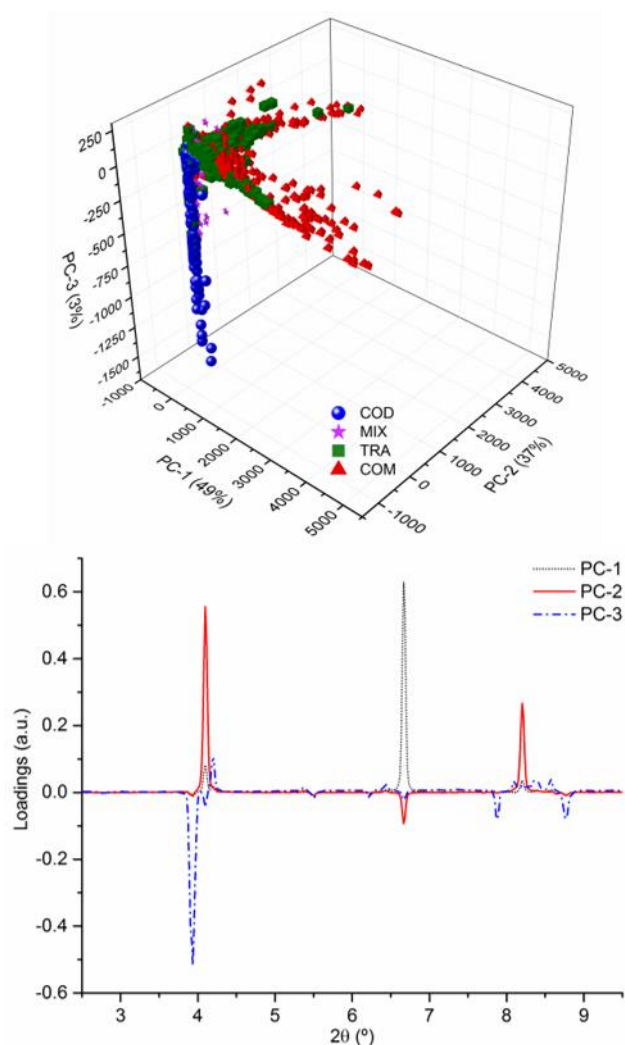 250
0
-250
-500
-750
-1000
-1250
-1500
PC-3 (3%)
-1000
0
1000
2000
3000
4000
5000
PC-1 (49%)
-1000
0
1000
2000
3000
4000
5000
PC-2 (37%)
COD
MIX
TRA
COM
0.6
0.4
0.2
0.0
-0.2
-0.4
-0.6
Loadings (a.u.)
PC-1
PC-2
PC-3
3 4 5 6 7 8 9
2θ (º)